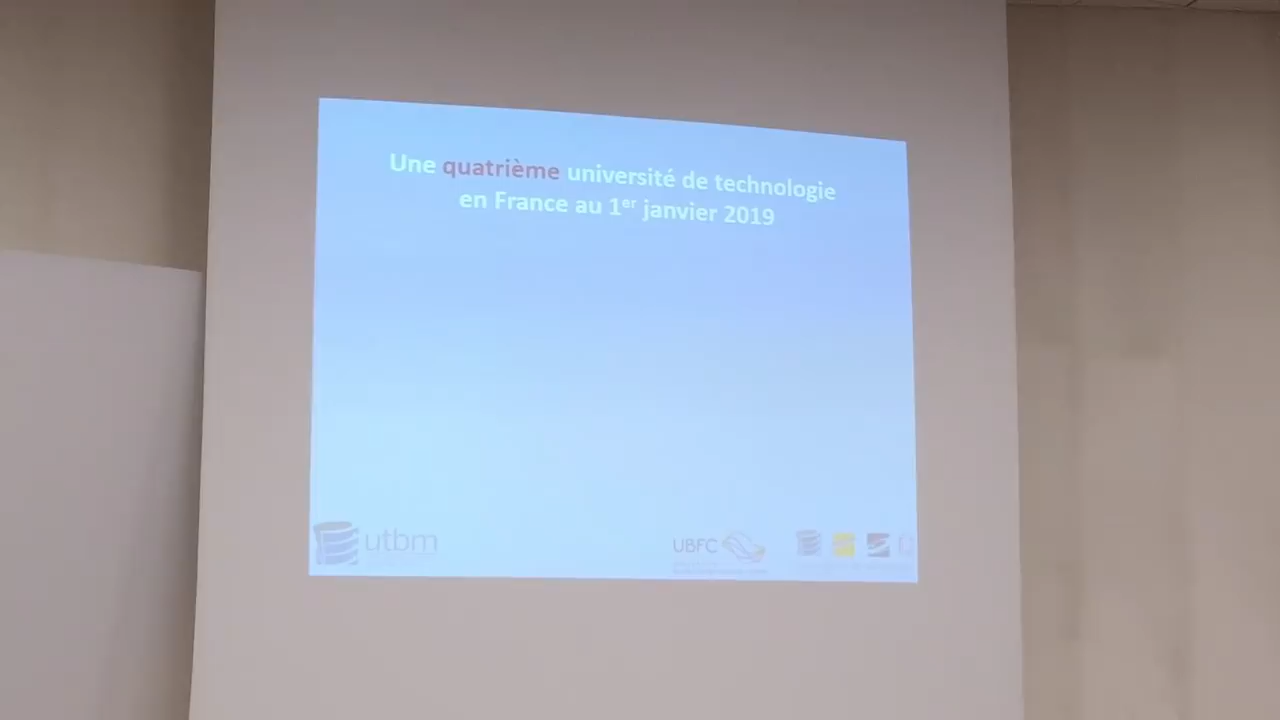 Une quatrième université de technologie
en France au 1er janvier 2019
utbm
UBFC